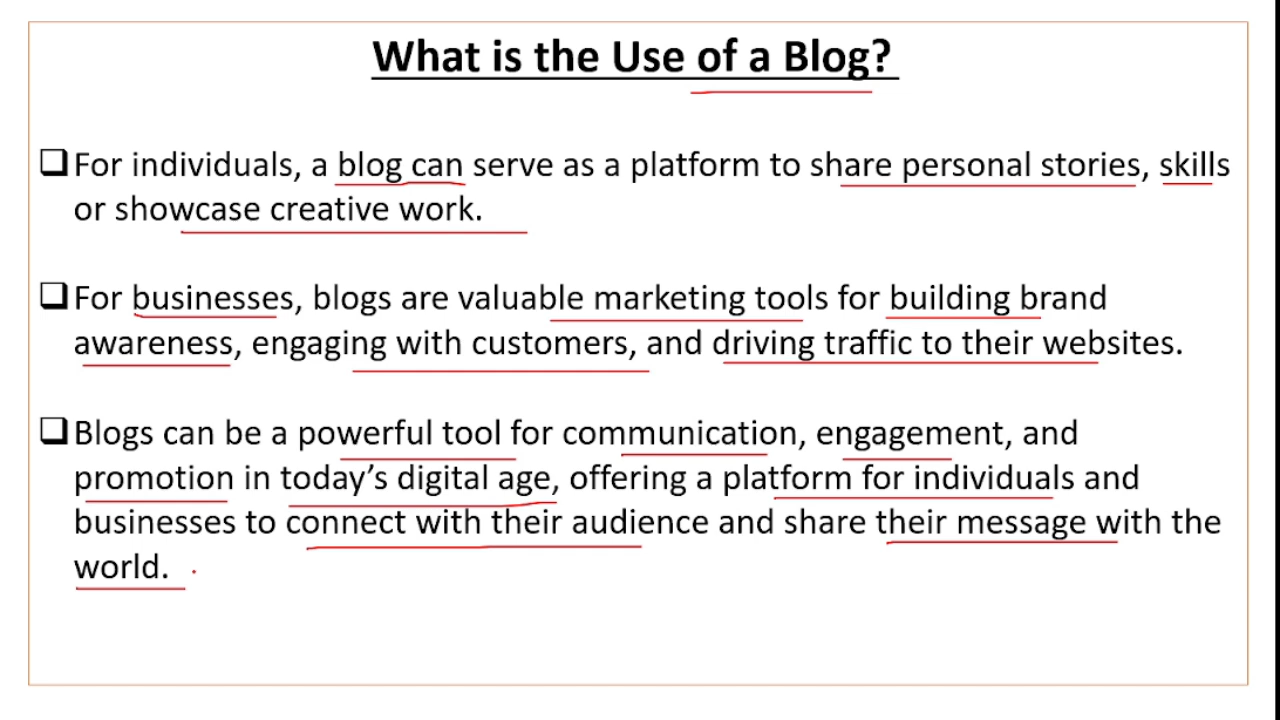 What is the Use of a Blog?
For individuals, a blog can serve as a platform to share personal stories, skills
or showcase creative work.
For businesses, blogs are valuable marketing tools for building brand
awareness, engaging with customers, and driving traffic to their websites.
Blogs can be a powerful tool for communication, engagement, and
promotion in today’s digital age, offering a platform for individuals and
businesses to connect with their audience and share their message with the
world.